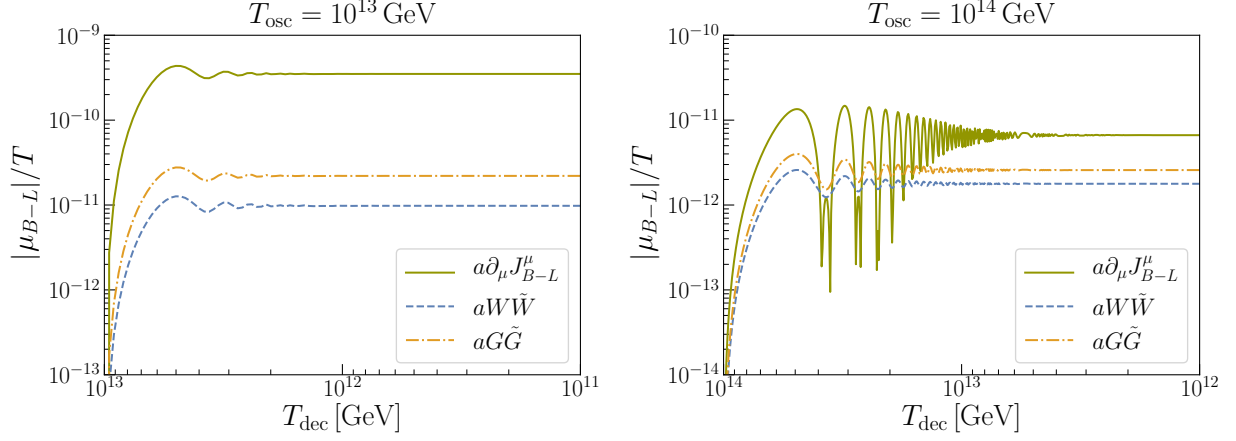 T_osc = 10^13 GeV
|μ_{B−L}|/T
10^−9
10^−10
10^−11
10^−12
10^−13
a∂_μ J^μ_{B−L}
aWW̃
aGG̃
10^13 10^12 10^11
T_dec [GeV]
T_osc = 10^14 GeV
|μ_{B−L}|/T
10^−10
10^−11
10^−12
10^−13
10^−14
a∂_μ J^μ_{B−L}
aWW̃
aGG̃
10^14 10^13 10^12
T_dec [GeV]